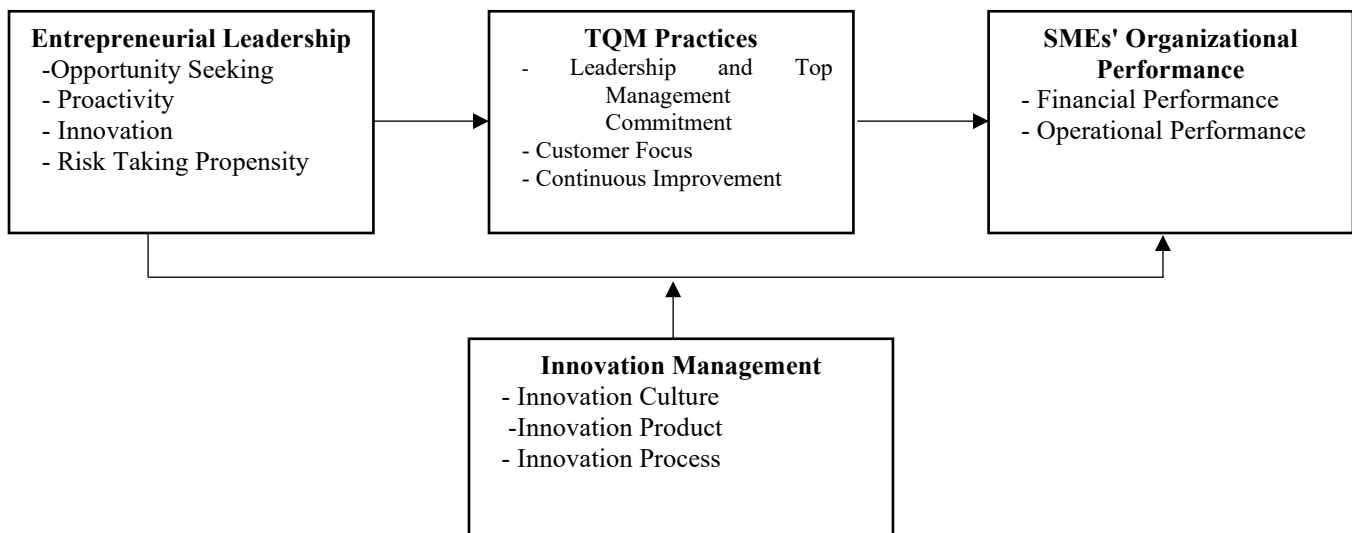 Entrepreneurial Leadership
-Opportunity Seeking
- Proactivity
- Innovation
- Risk Taking Propensity
TQM Practices
- Leadership and Top
Management
Commitment
- Customer Focus
- Continuous Improvement
SMEs' Organizational
Performance
- Financial Performance
- Operational Performance
Innovation Management
- Innovation Culture
-Innovation Product
- Innovation Process